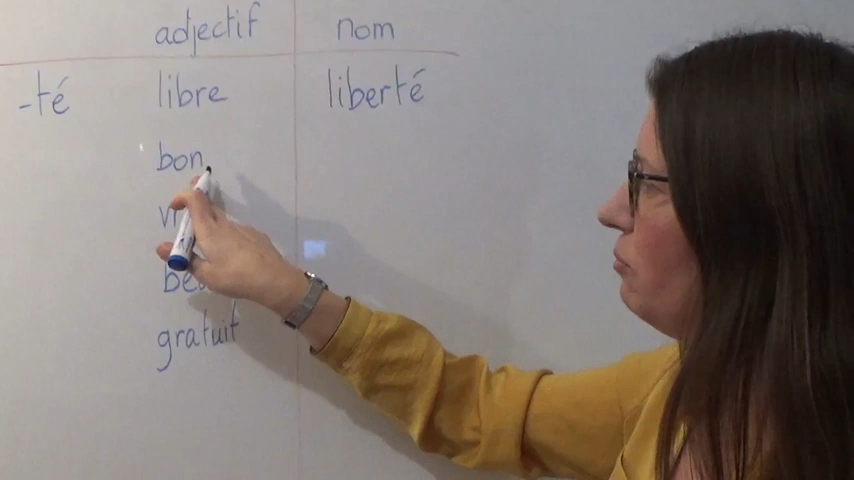 adjectif nom
-té libre liberté
bon
gratuit